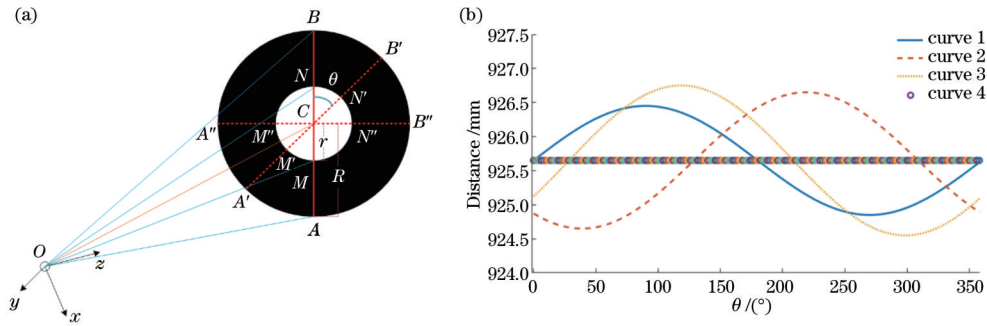 (a)
B
B′
N
θ
N′
C
A″
M″
N″
B″
r
M′
R
M
A′
A
O
z
y
x
(b)
927.5
927.0
926.5
926.0
925.5
925.0
924.5
924.0
Distance /mm
curve 1
curve 2
curve 3
curve 4
0 50 100 150 200 250 300 350
θ /(°)